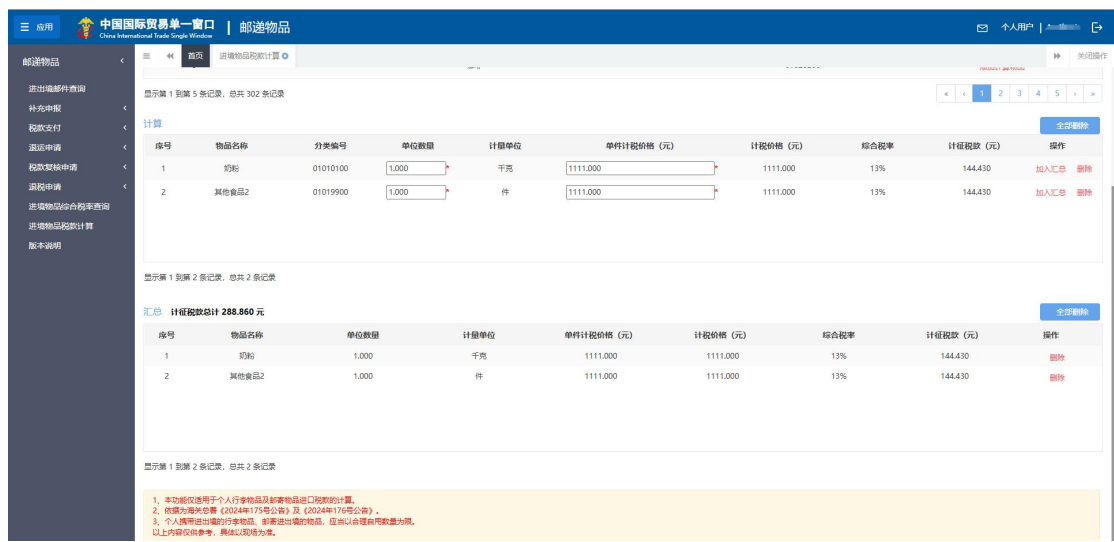 应用 中国国际贸易单一窗口 | 邮递物品 个人用户 |
China International Trade Single Window
邮递物品 首页 进境物品税款计算 关闭操作
进出境邮件查询
补充申报
税款支付
退运申请
税款复核申请
退税申请
进境物品综合税率查询
进境物品税款计算
版本说明
显示第 1 到第 5 条记录，总共 302 条记录 « ‹ 1 2 3 4 5 › »
计算 全部删除
序号 物品名称 分类编号 单位数量 计量单位 单件计税价格（元） 计税价格（元） 综合税率 计征税款（元） 操作
1 奶粉 01010100 1.000 * 千克 1111.000 * 1111.000 13% 144.430 加入汇总 删除
2 其他食品2 01019900 1.000 * 件 1111.000 * 1111.000 13% 144.430 加入汇总 删除
显示第 1 到第 2 条记录，总共 2 条记录
汇总 计征税款总计 288.860 元 全部删除
序号 物品名称 单位数量 计量单位 单件计税价格（元） 计税价格（元） 综合税率 计征税款（元） 操作
1 奶粉 1.000 千克 1111.000 1111.000 13% 144.430 删除
2 其他食品2 1.000 件 1111.000 1111.000 13% 144.430 删除
显示第 1 到第 2 条记录，总共 2 条记录
1、本功能仅适用于个人行李物品及邮寄物品进口税款的计算。
2、依据为海关总署《2024年175号公告》及《2024年176号公告》。
3、个人携带进出境的行李物品、邮寄进出境的物品，应当以合理自用数量为限。
以上内容仅供参考，具体以现场为准。